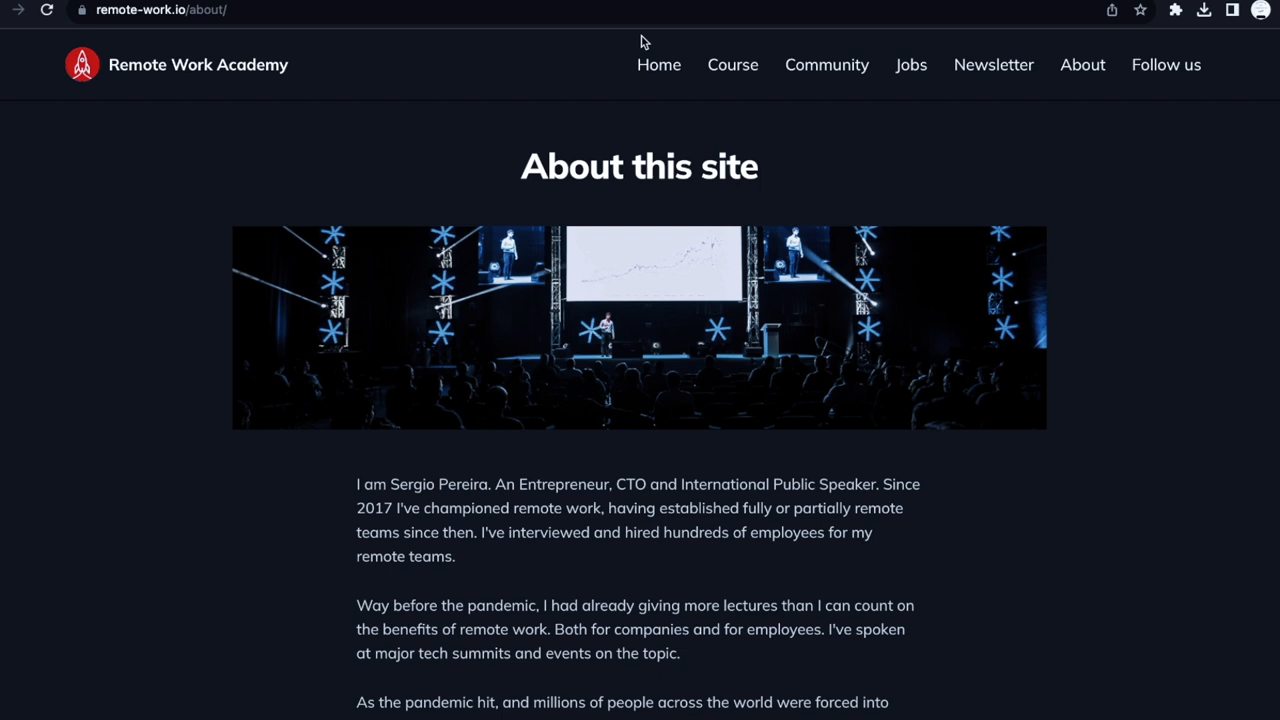 remote-work.io/about/
Remote Work Academy
Home Course Community Jobs Newsletter About Follow us
About this site
I am Sergio Pereira. An Entrepreneur, CTO and International Public Speaker. Since
2017 I've championed remote work, having established fully or partially remote
teams since then. I've interviewed and hired hundreds of employees for my
remote teams.
Way before the pandemic, I had already giving more lectures than I can count on
the benefits of remote work. Both for companies and for employees. I've spoken
at major tech summits and events on the topic.
As the pandemic hit, and millions of people across the world were forced into